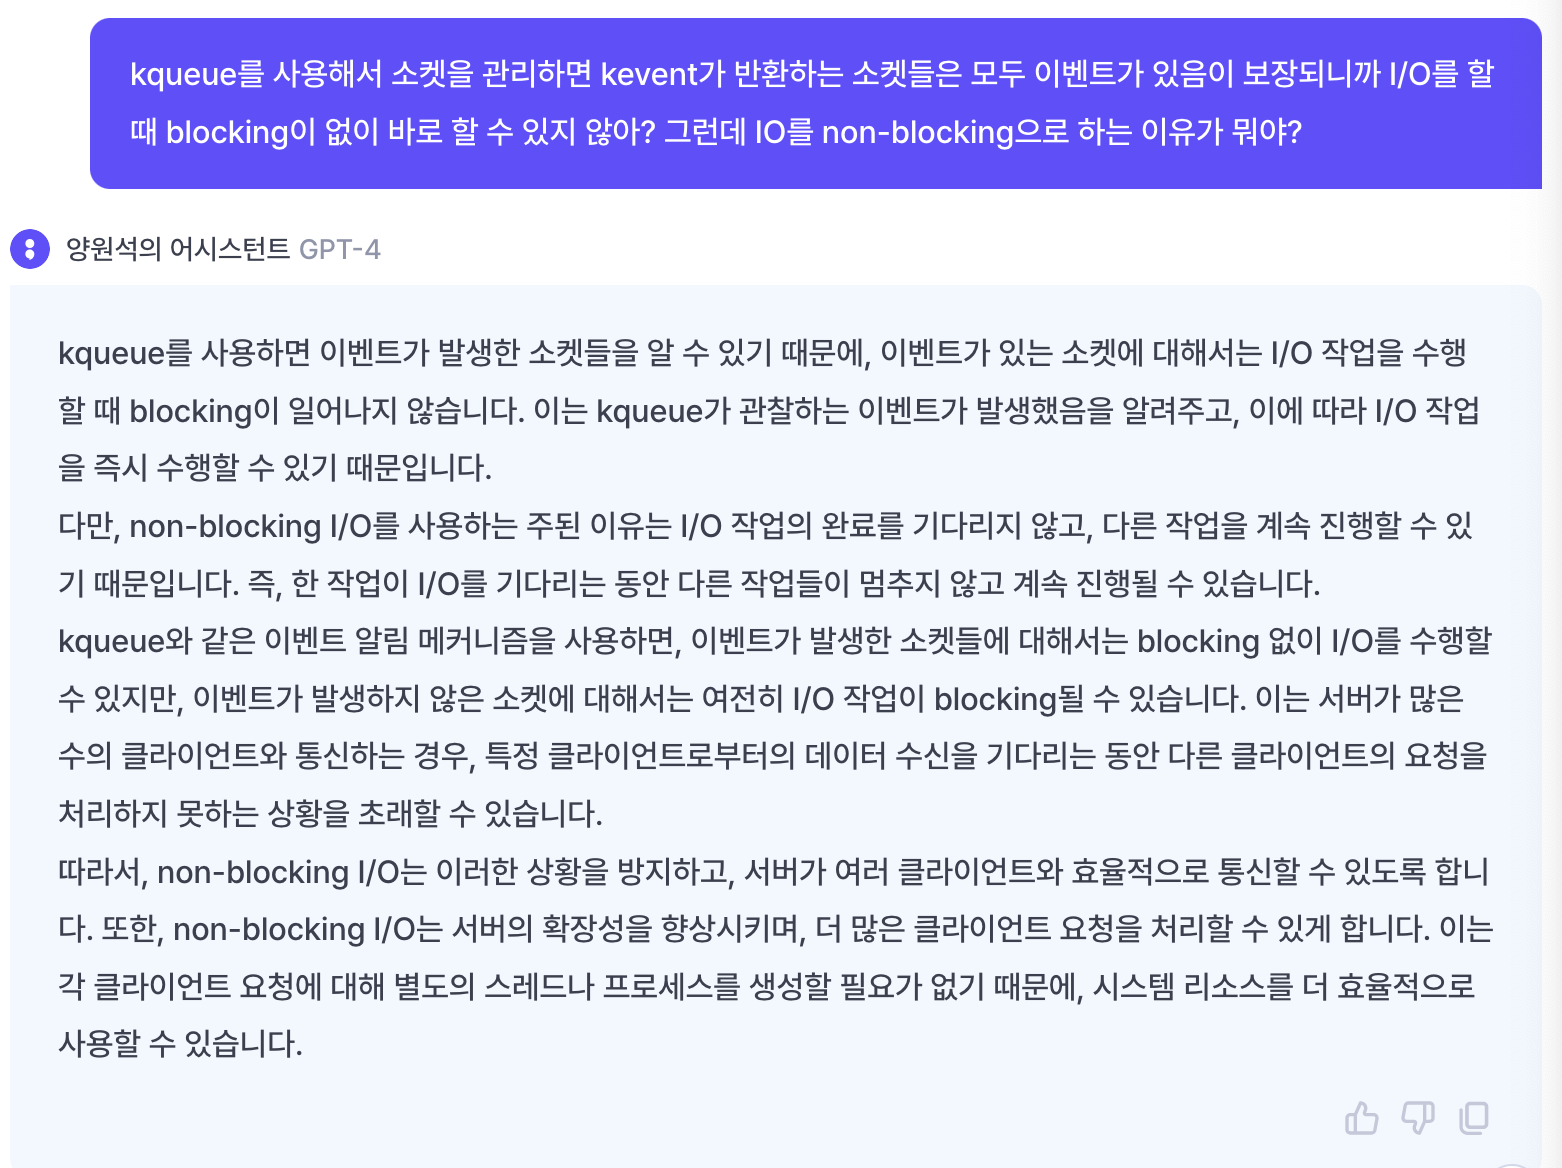 kqueue를 사용해서 소켓을 관리하면 kevent가 반환하는 소켓들은 모두 이벤트가 있음이 보장되니까 I/O를 할
때 blocking이 없이 바로 할 수 있지 않아? 그런데 IO를 non-blocking으로 하는 이유가 뭐야?
양원석의 어시스턴트 GPT-4
kqueue를 사용하면 이벤트가 발생한 소켓들을 알 수 있기 때문에, 이벤트가 있는 소켓에 대해서는 I/O 작업을 수행
할 때 blocking이 일어나지 않습니다. 이는 kqueue가 관찰하는 이벤트가 발생했음을 알려주고, 이에 따라 I/O 작업
을 즉시 수행할 수 있기 때문입니다.
다만, non-blocking I/O를 사용하는 주된 이유는 I/O 작업의 완료를 기다리지 않고, 다른 작업을 계속 진행할 수 있
기 때문입니다. 즉, 한 작업이 I/O를 기다리는 동안 다른 작업들이 멈추지 않고 계속 진행될 수 있습니다.
kqueue와 같은 이벤트 알림 메커니즘을 사용하면, 이벤트가 발생한 소켓들에 대해서는 blocking 없이 I/O를 수행할
수 있지만, 이벤트가 발생하지 않은 소켓에 대해서는 여전히 I/O 작업이 blocking될 수 있습니다. 이는 서버가 많은
수의 클라이언트와 통신하는 경우, 특정 클라이언트로부터의 데이터 수신을 기다리는 동안 다른 클라이언트의 요청을
처리하지 못하는 상황을 초래할 수 있습니다.
따라서, non-blocking I/O는 이러한 상황을 방지하고, 서버가 여러 클라이언트와 효율적으로 통신할 수 있도록 합니
다. 또한, non-blocking I/O는 서버의 확장성을 향상시키며, 더 많은 클라이언트 요청을 처리할 수 있게 합니다. 이는
각 클라이언트 요청에 대해 별도의 스레드나 프로세스를 생성할 필요가 없기 때문에, 시스템 리소스를 더 효율적으로
사용할 수 있습니다.